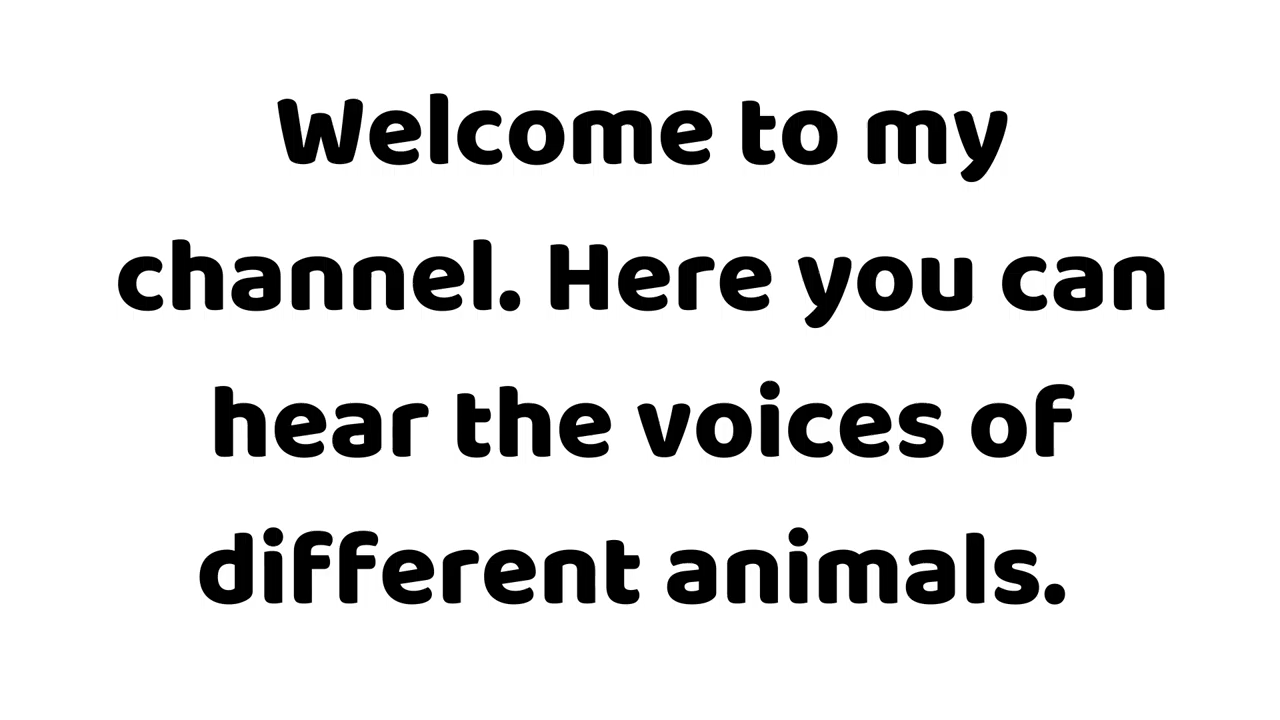 Welcome to my
channel. Here you can
hear the voices of
different animals.